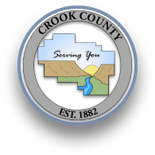 CROOK COUNTY
Serving You
EST. 1882